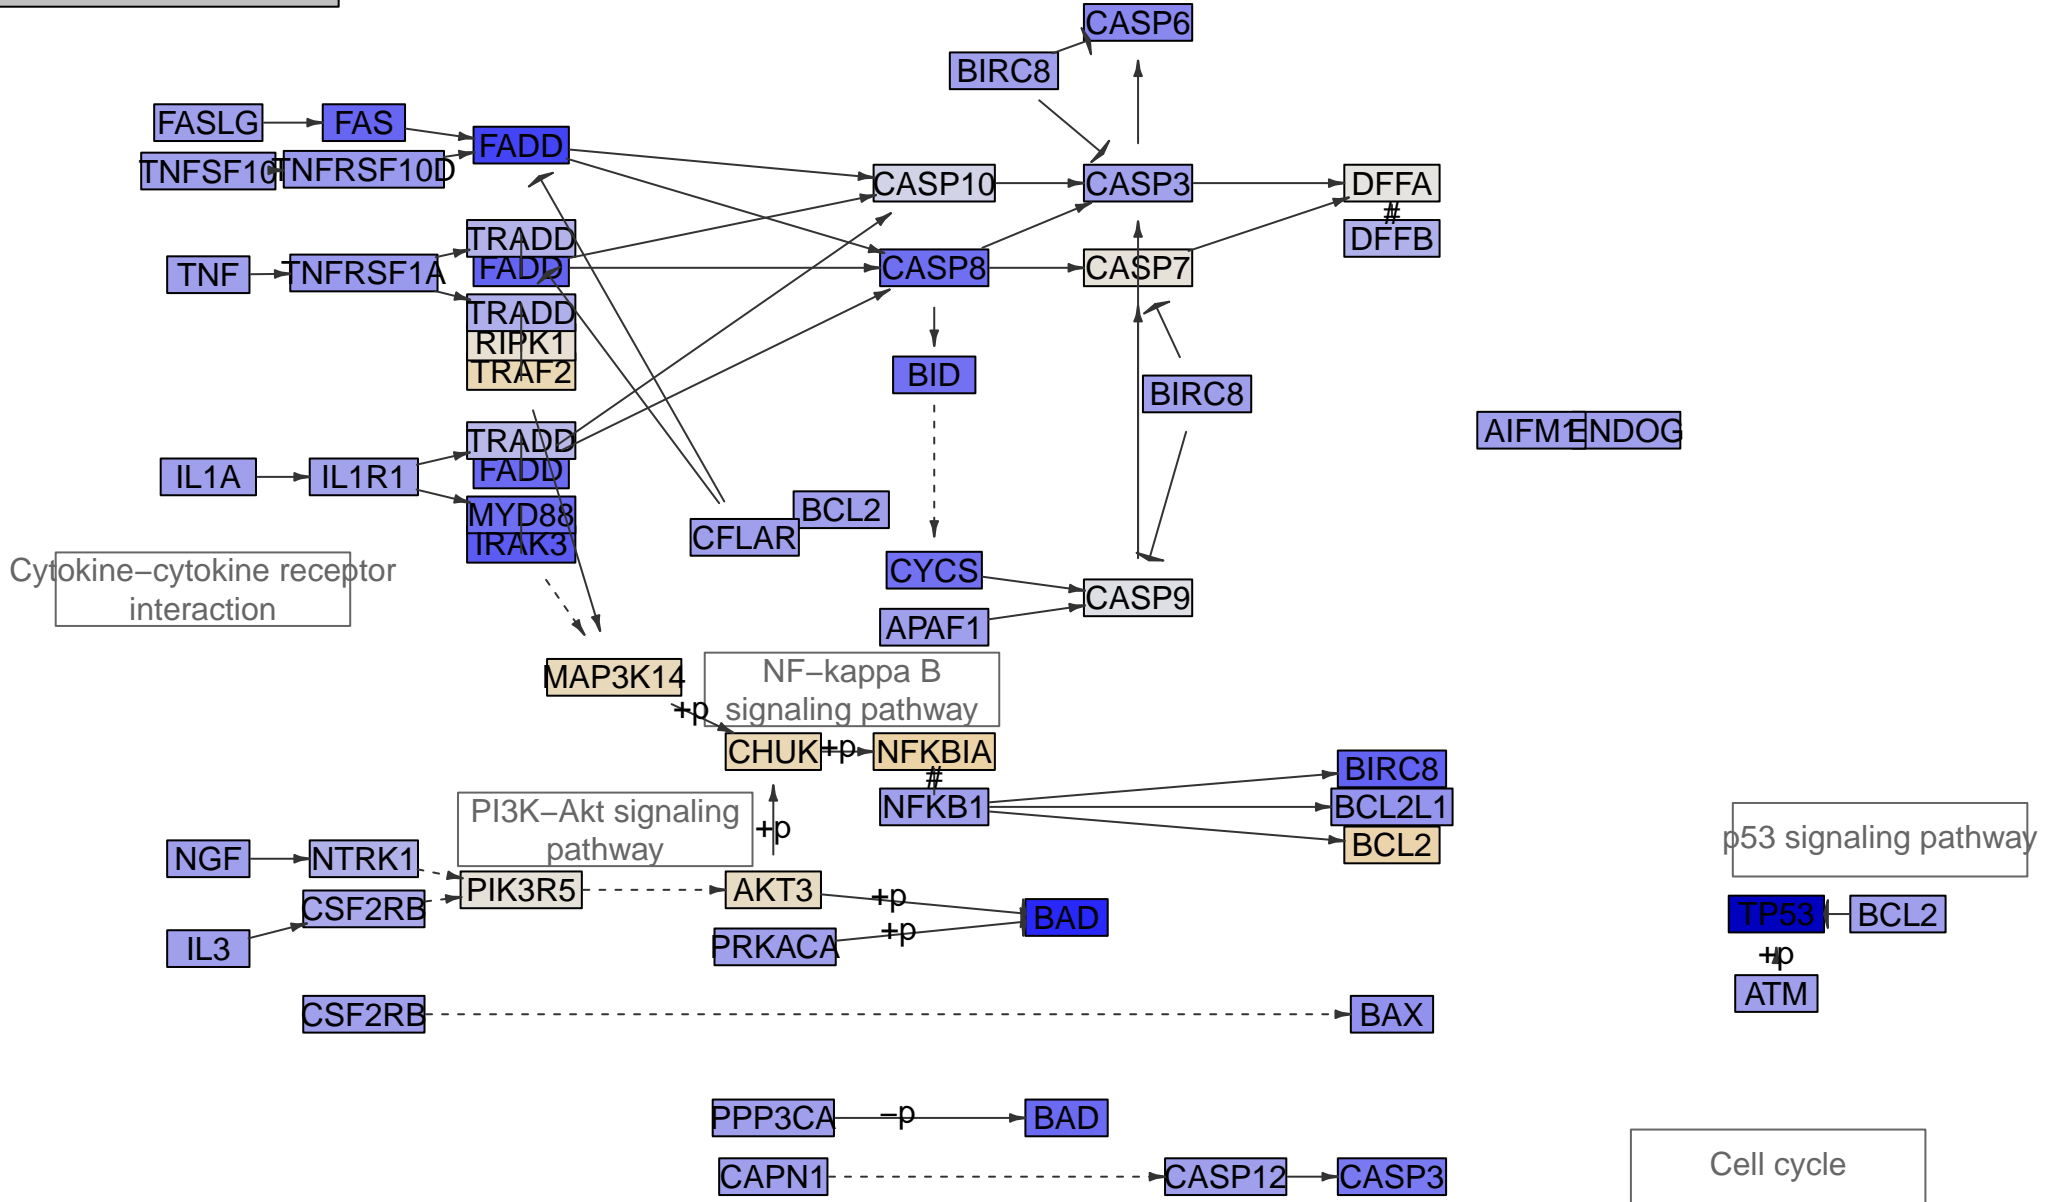 CASP6
BIRC8
FASLG
FAS
FADD
TNFSF10
TNFRSF10D
CASP10
CASP3
DFFA
#
DFFB
TRADD
FADD
TNF
TNFRSF1A
CASP8
CASP7
TRADD
RIPK1
TRAF2
BID
BIRC8
TRADD
FADD
AIFM1
ENDOG
IL1A
IL1R1
MYD88
IRAK3
BCL2
CFLAR
Cytokine−cytokine receptor
interaction
CYCS
CASP9
APAF1
MAP3K14
NF−kappa B
signaling pathway
+p
CHUK
+p
NFKBIA
#
NFKB1
BIRC8
BCL2L1
BCL2
PI3K−Akt signaling
pathway
+p
p53 signaling pathway
NGF
NTRK1
PIK3R5
AKT3
+p
CSF2RB
IL3
BAD
PRKACA
+p
TP53
BCL2
+p
ATM
CSF2RB
BAX
PPP3CA
−p
BAD
CAPN1
CASP12
CASP3
Cell cycle